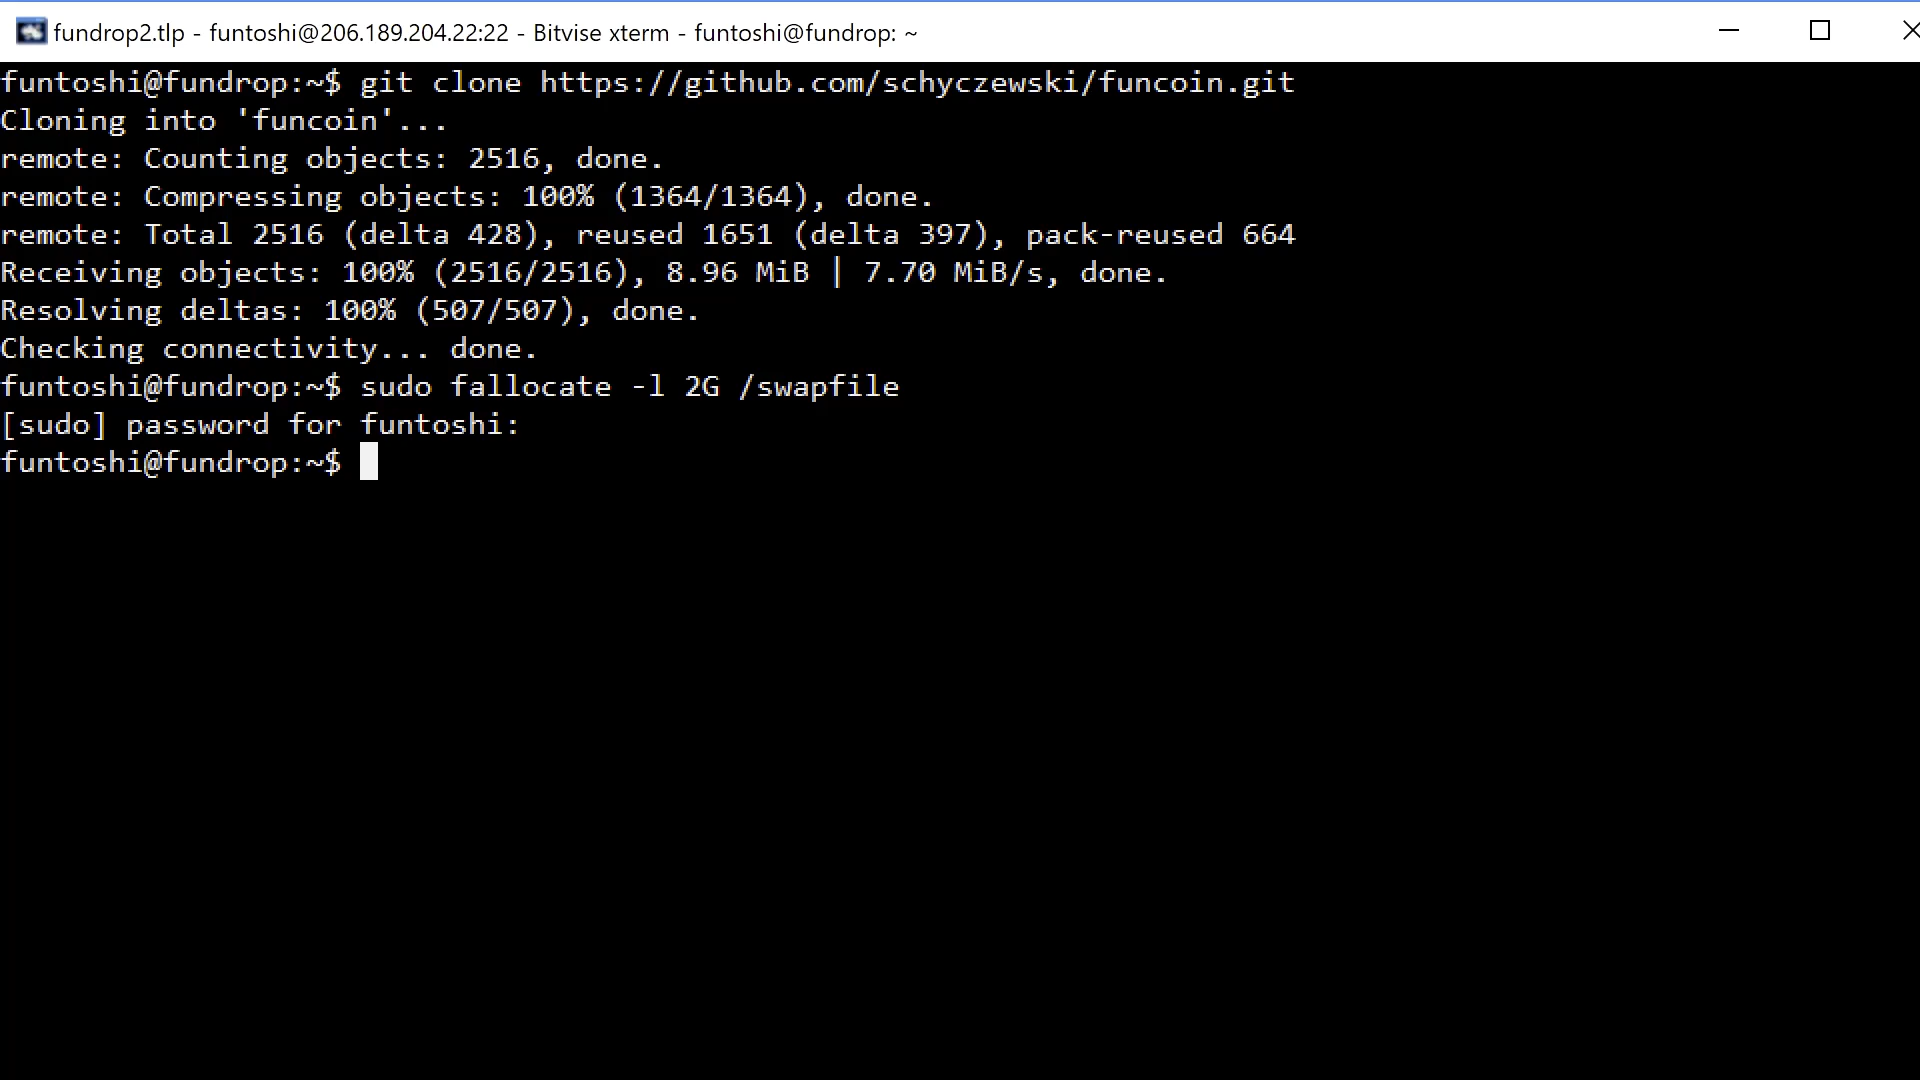 fundrop2.tlp - funtoshi@206.189.204.22:22 - Bitvise xterm - funtoshi@fundrop: ~
funtoshi@fundrop:~$ git clone https://github.com/schyczewski/funcoin.git
Cloning into 'funcoin'...
remote: Counting objects: 2516, done.
remote: Compressing objects: 100% (1364/1364), done.
remote: Total 2516 (delta 428), reused 1651 (delta 397), pack-reused 664
Receiving objects: 100% (2516/2516), 8.96 MiB | 7.70 MiB/s, done.
Resolving deltas: 100% (507/507), done.
Checking connectivity... done.
funtoshi@fundrop:~$ sudo fallocate -l 2G /swapfile
[sudo] password for funtoshi:
funtoshi@fundrop:~$